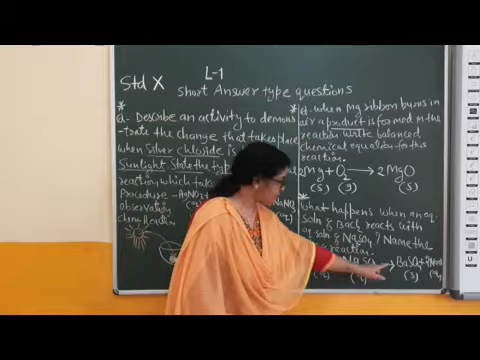 Std X
L-1
Short Answer type questions
* Q. Describe an activity to demons
-trate the change that takes place
when Silver chloride is
Sunlight. State the type
reaction which tak
Procedure - AgNO3 +
Observation
Chem. Reaction
* Q. When Mg ribbon burns in
air a product is formed in the
reaction Write balanced
chemical equation for this
reaction.
2Mg + O2 → 2MgO
(s) (g) (s)
* What happens when an aq.
soln of BaCl2 reacts with
aq soln of Na2SO4? Name the
reaction.
→ BaSO4 +
(s)